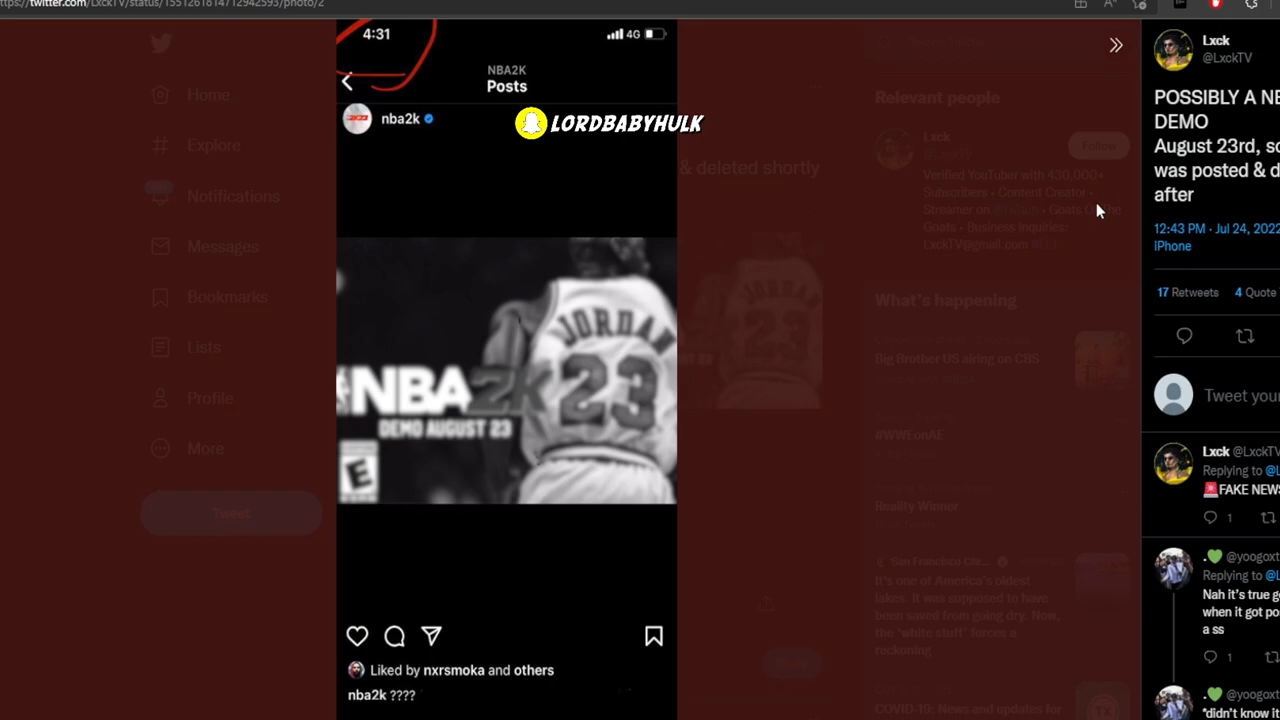 https://twitter.com/LxckTV/status/1551261814712942593/photo/2
4:31
4G
NBA2K
Posts
nba2k
LORDBABYHULK
JORDAN
23
NBA2K
DEMO AUGUST 23
E
Liked by nxrsmoka and others
nba2k ????
Home
Explore
Notifications
Messages
Bookmarks
Lists
Profile
More
Tweet
& deleted shortly
Relevant people
Lxck
Follow
Verified YouTuber with 430,000+
Subscribers • Content Creator •
Streamer on
Goats • Business Inquiries:
LxckTV@gmail.com
What's happening
Big Brother US airing on CBS
#WWEonAE
Reality Winner
San Francisco Chr...
It's one of America's oldest
lakes. It was supposed to have
been saved from going dry. Now,
the 'white stuff' forces a
reckoning
COVID-19: News and updates for
Lxck
@LxckTV
POSSIBLY A NE
DEMO
August 23rd, sc
was posted & d
after
12:43 PM · Jul 24, 2022
iPhone
17 Retweets 4 Quote
Tweet your
Lxck @LxckTV
Replying to @L
FAKE NEWS
1
. @yoogoxt
Replying to @L
Nah it's true g
when it got po
a ss
1
. @yoogoxt
"didn't know it